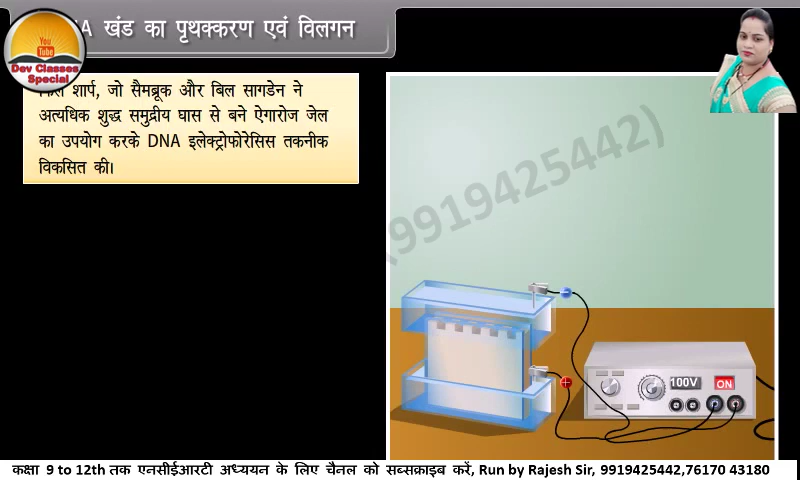 DNA खंड का पृथक्करण एवं विलगन
You
Tube
Dev Classes
Special
शार्प, जो सैमब्रूक और बिल सागडेन ने
अत्यधिक शुद्ध समुद्रीय घास से बने ऐगारोज जेल
का उपयोग करके DNA इलेक्ट्रोफोरेसिस तकनीक
विकसित की।
(9919425442)
100V
ON
कक्षा 9 to 12th तक एनसीईआरटी अध्ययन के लिए चैनल को सब्सक्राइब करें, Run by Rajesh Sir, 9919425442,76170 43180